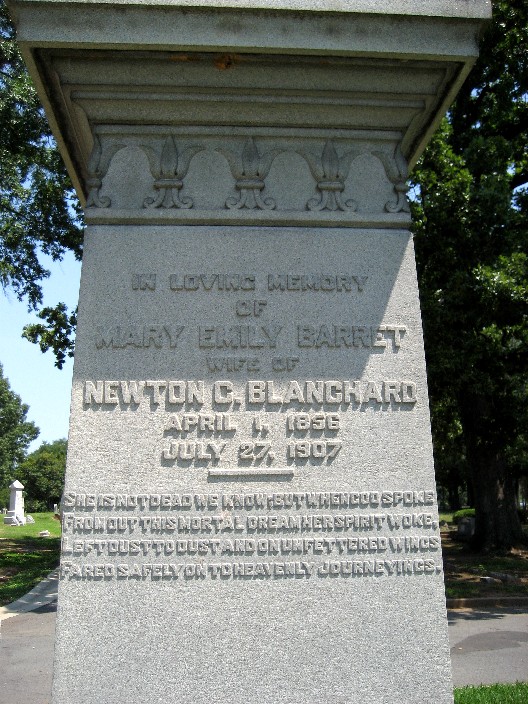 IN LOVING MEMORY
OF
MARY EMILY BARRET
WIFE OF
NEWTON C. BLANCHARD
APRIL 1. 1856
JULY 27. 1907
SHE IS NOT DEAD WE KNOW. BUT WHEN GOD SPOKE
FROM OUT THIS MORTAL DREAM HER SPIRIT WOKE,
LEFT DUST TO DUST AND ON UNFETTERED WINGS
FARED SAFELY ON TO HEAVENLY JOURNEYINGS.